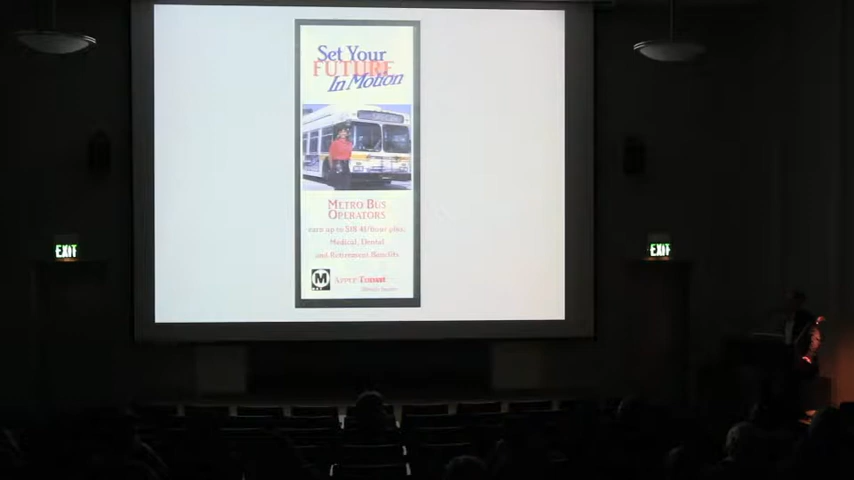 Set Your
FUTURE
In Motion
METRO BUS
OPERATORS
earn up to $18.41/hour plus
Medical, Dental
and Retirement Benefits
M
EXIT
EXIT